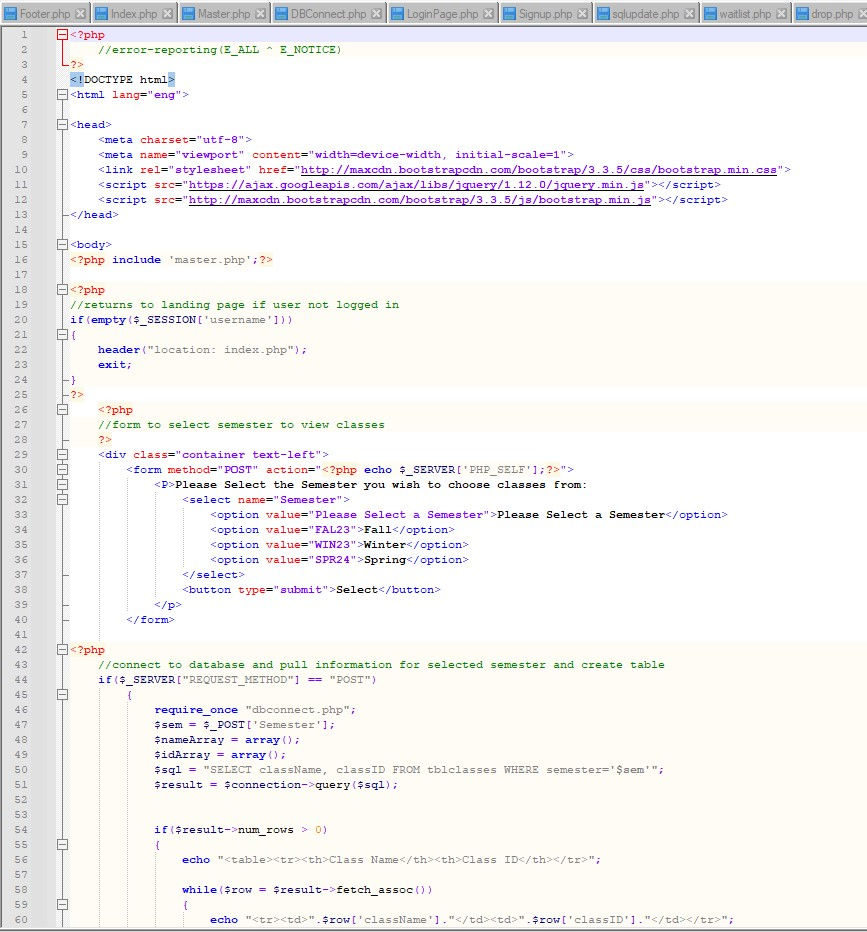 Footer.php Index.php Master.php DBConnect.php LoginPage.php Signup.php sqlupdate.php waitlist.php drop.php
1 <?php
2 //error-reporting(E_ALL ^ E_NOTICE)
3 ?>
4 <!DOCTYPE html>
5 <html lang="eng">
6
7 <head>
8 <meta charset="utf-8">
9 <meta name="viewport" content="width=device-width, initial-scale=1">
10 <link rel="stylesheet" href="http://maxcdn.bootstrapcdn.com/bootstrap/3.3.5/css/bootstrap.min.css">
11 <script src="https://ajax.googleapis.com/ajax/libs/jquery/1.12.0/jquery.min.js"></script>
12 <script src="http://maxcdn.bootstrapcdn.com/bootstrap/3.3.5/js/bootstrap.min.js"></script>
13 </head>
14
15 <body>
16 <?php include 'master.php';?>
17
18 <?php
19 //returns to landing page if user not logged in
20 if(empty($_SESSION['username']))
21 {
22 header("location: index.php");
23 exit;
24 }
25 ?>
26 <?php
27 //form to select semester to view classes
28 ?>
29 <div class="container text-left">
30 <form method="POST" action="<?php echo $_SERVER['PHP_SELF'];?>">
31 <P>Please Select the Semester you wish to choose classes from:
32 <select name="Semester">
33 <option value="Please Select a Semester">Please Select a Semester</option>
34 <option value="FAL23">Fall</option>
35 <option value="WIN23">Winter</option>
36 <option value="SPR24">Spring</option>
37 </select>
38 <button type="submit">Select</button>
39 </p>
40 </form>
41
42 <?php
43 //connect to database and pull information for selected semester and create table
44 if($_SERVER["REQUEST_METHOD"] == "POST")
45 {
46 require_once "dbconnect.php";
47 $sem = $_POST['Semester'];
48 $nameArray = array();
49 $idArray = array();
50 $sql = "SELECT className, classID FROM tblclasses WHERE semester='$sem'";
51 $result = $connection->query($sql);
52
53
54 if($result->num_rows > 0)
55 {
56 echo "<table><tr><th>Class Name</th><th>Class ID</th></tr>";
57
58 while($row = $result->fetch_assoc())
59 {
60 echo "<tr><td>".$row['className']."</td><td>".$row['classID']."</td></tr>";